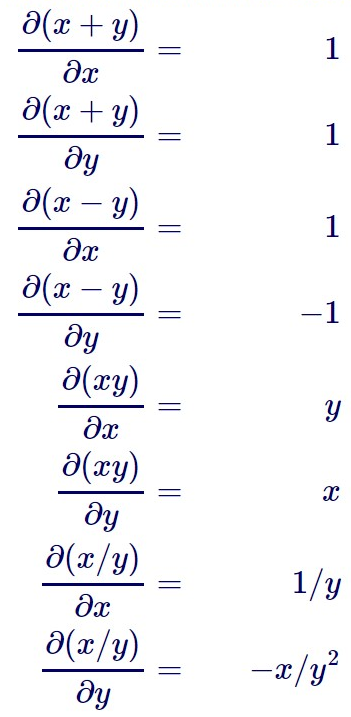 ∂(x + y)/∂x = 1
∂(x + y)/∂y = 1
∂(x − y)/∂x = 1
∂(x − y)/∂y = −1
∂(xy)/∂x = y
∂(xy)/∂y = x
∂(x/y)/∂x = 1/y
∂(x/y)/∂y = −x/y²